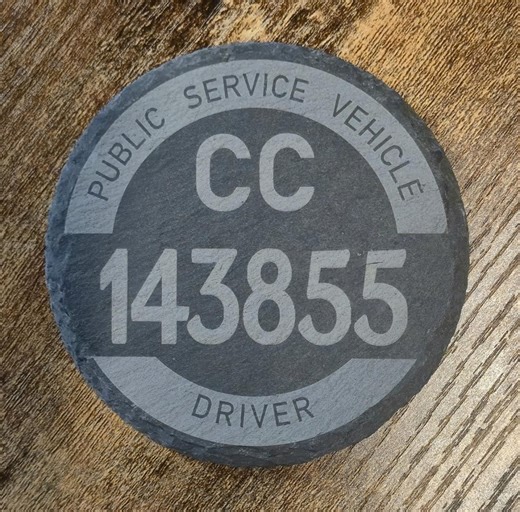 PUBLIC SERVICE VEHICLE
CC
143855
DRIVER